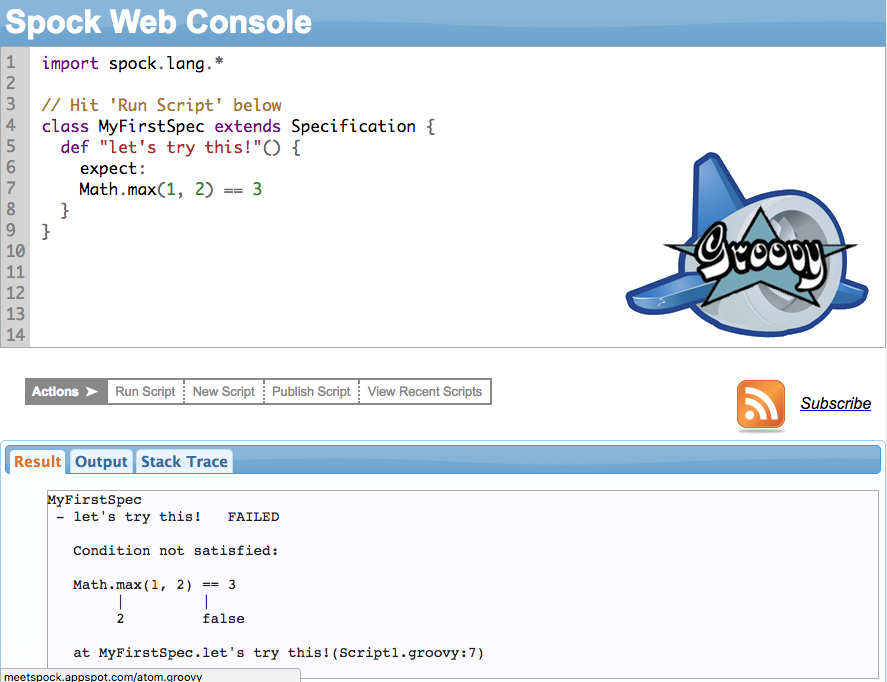 Spock Web Console
1 import spock.lang.*
2
3 // Hit 'Run Script' below
4 class MyFirstSpec extends Specification {
5   def "let's try this!"() {
6     expect:
7     Math.max(1, 2) == 3
8   }
9 }
10
11
12
13
14
Groovy
Actions ➤ Run Script New Script Publish Script View Recent Scripts
Subscribe
Result Output Stack Trace
MyFirstSpec
 - let's try this!   FAILED
   Condition not satisfied:
   Math.max(1, 2) == 3
        |         |
        2         false
   at MyFirstSpec.let's try this!(Script1.groovy:7)
meetspock.appspot.com/atom.groovy